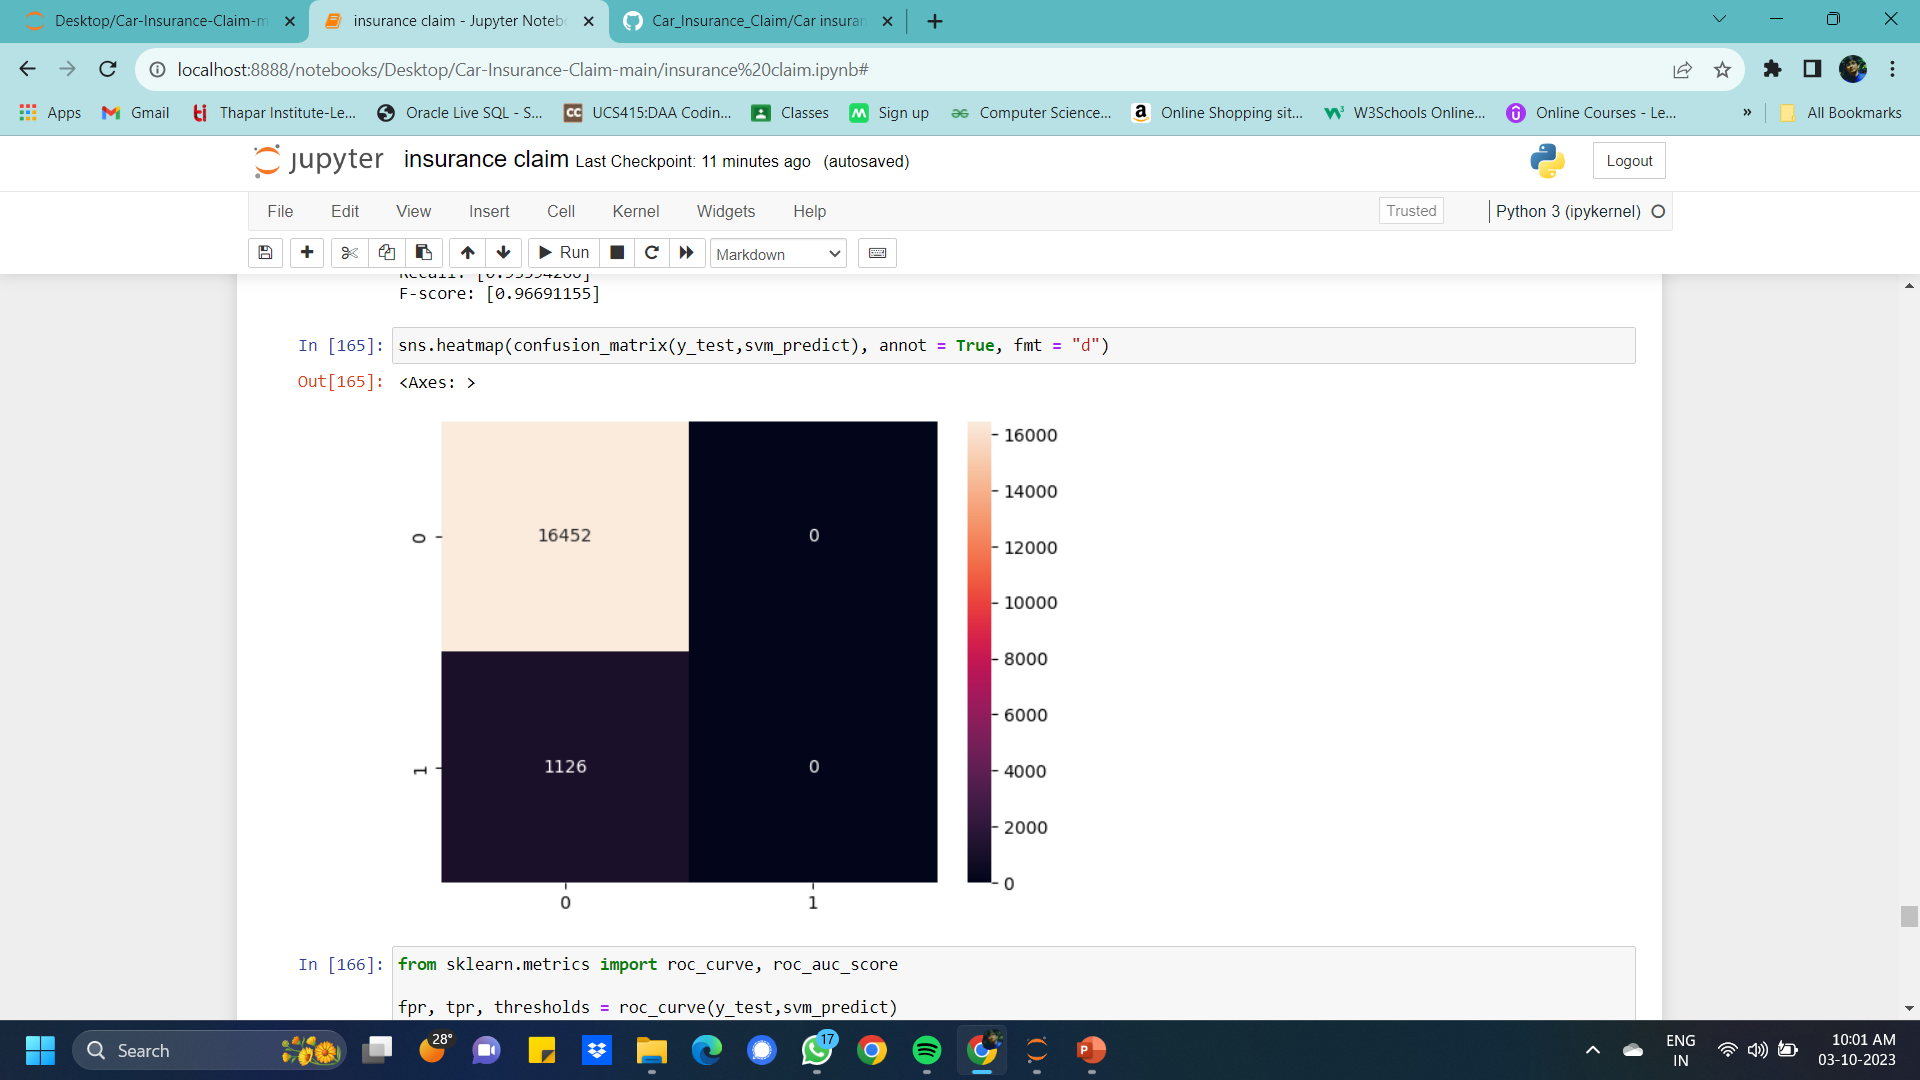 Desktop/Car-Insurance-Claim-m
insurance claim - Jupyter Noteb
Car_Insurance_Claim/Car insuran
localhost:8888/notebooks/Desktop/Car-Insurance-Claim-main/insurance%20claim.ipynb#
Apps Gmail Thapar Institute-Le... Oracle Live SQL - S... UCS415:DAA Codin... Classes Sign up Computer Science... Online Shopping sit... W3Schools Online... Online Courses - Le... » All Bookmarks
jupyter insurance claim Last Checkpoint: 11 minutes ago (autosaved)
Logout
File Edit View Insert Cell Kernel Widgets Help
Trusted
Python 3 (ipykernel)
Run
Markdown
F-score: [0.96691155]
In [165]: sns.heatmap(confusion_matrix(y_test,svm_predict), annot = True, fmt = "d")
Out[165]: <Axes: >
16000
14000
0 16452 0
12000
10000
8000
6000
1 1126 0
4000
2000
0
0 1
In [166]: from sklearn.metrics import roc_curve, roc_auc_score
fpr, tpr, thresholds = roc_curve(y_test,svm_predict)
Search
28°
17
ENG
IN
10:01 AM
03-10-2023